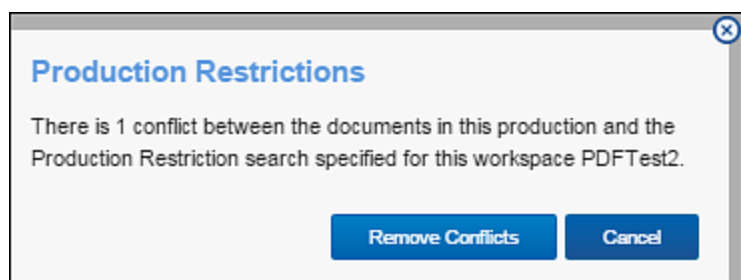 Production Restrictions
There is 1 conflict between the documents in this production and the
Production Restriction search specified for this workspace PDFTest2.
Remove Conflicts Cancel